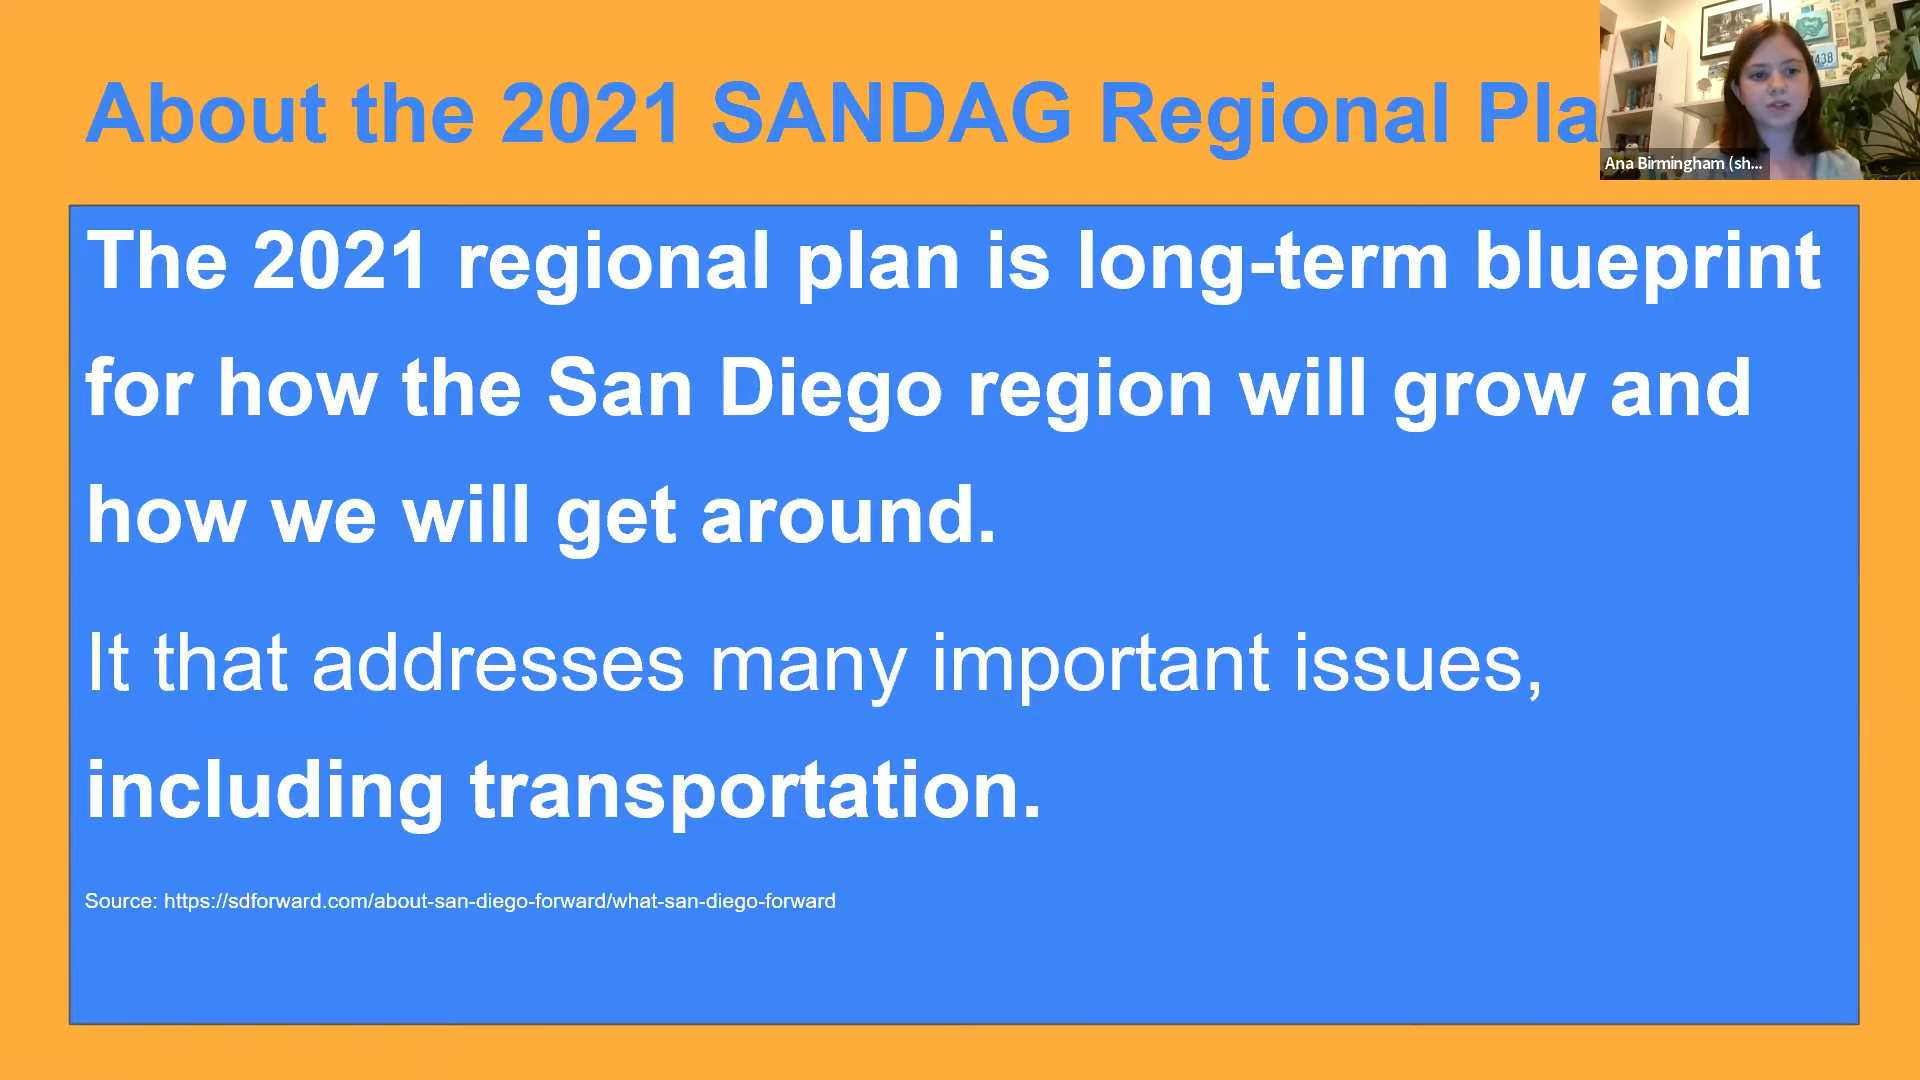 About the 2021 SANDAG Regional Pla
438
Ana Birmingham (sh...
The 2021 regional plan is long-term blueprint
for how the San Diego region will grow and
how we will get around.
It that addresses many important issues,
including transportation.
Source: https://sdforward.com/about-san-diego-forward/what-san-diego-forward